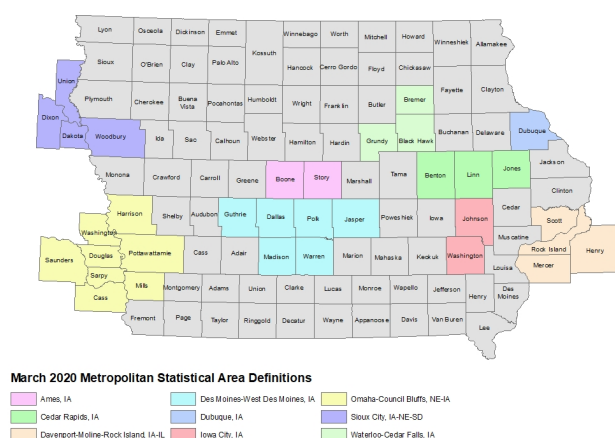 Lyon Osceola Dickinson Emmet Winnebago Worth Mitchell Howard Winneshiek Allamakee
Kossuth
Sioux O'Brien Clay Palo Alto Hancock Cerro Gordo Floyd Chickasaw
Union
Plymouth Cherokee Buena Vista Pocahontas Humboldt Wright Franklin Butler Bremer Fayette Clayton
Dixon Dakota Woodbury Ida Sac Calhoun Webster Hamilton Hardin Grundy Black Hawk Buchanan Delaware Dubuque
Monona Crawford Carroll Greene Boone Story Marshall Tama Benton Linn Jones Jackson
Clinton
Harrison Shelby Audubon Guthrie Dallas Polk Jasper Poweshiek Iowa Johnson Cedar Scott
Washington Muscatine
Saunders Douglas Pottawattamie Cass Adair Madison Warren Marion Mahaska Keokuk Washington Louisa Rock Island Henry
Sarpy Mercer
Cass Mills Montgomery Adams Union Clarke Lucas Monroe Wapello Jefferson Henry Des Moines
Fremont Page Taylor Ringgold Decatur Wayne Appanoose Davis Van Buren Lee
March 2020 Metropolitan Statistical Area Definitions
Ames, IA Des Moines-West Des Moines, IA Omaha-Council Bluffs, NE-IA
Cedar Rapids, IA Dubuque, IA Sioux City, IA-NE-SD
Davenport-Moline-Rock Island, IA-IL Iowa City, IA Waterloo-Cedar Falls, IA